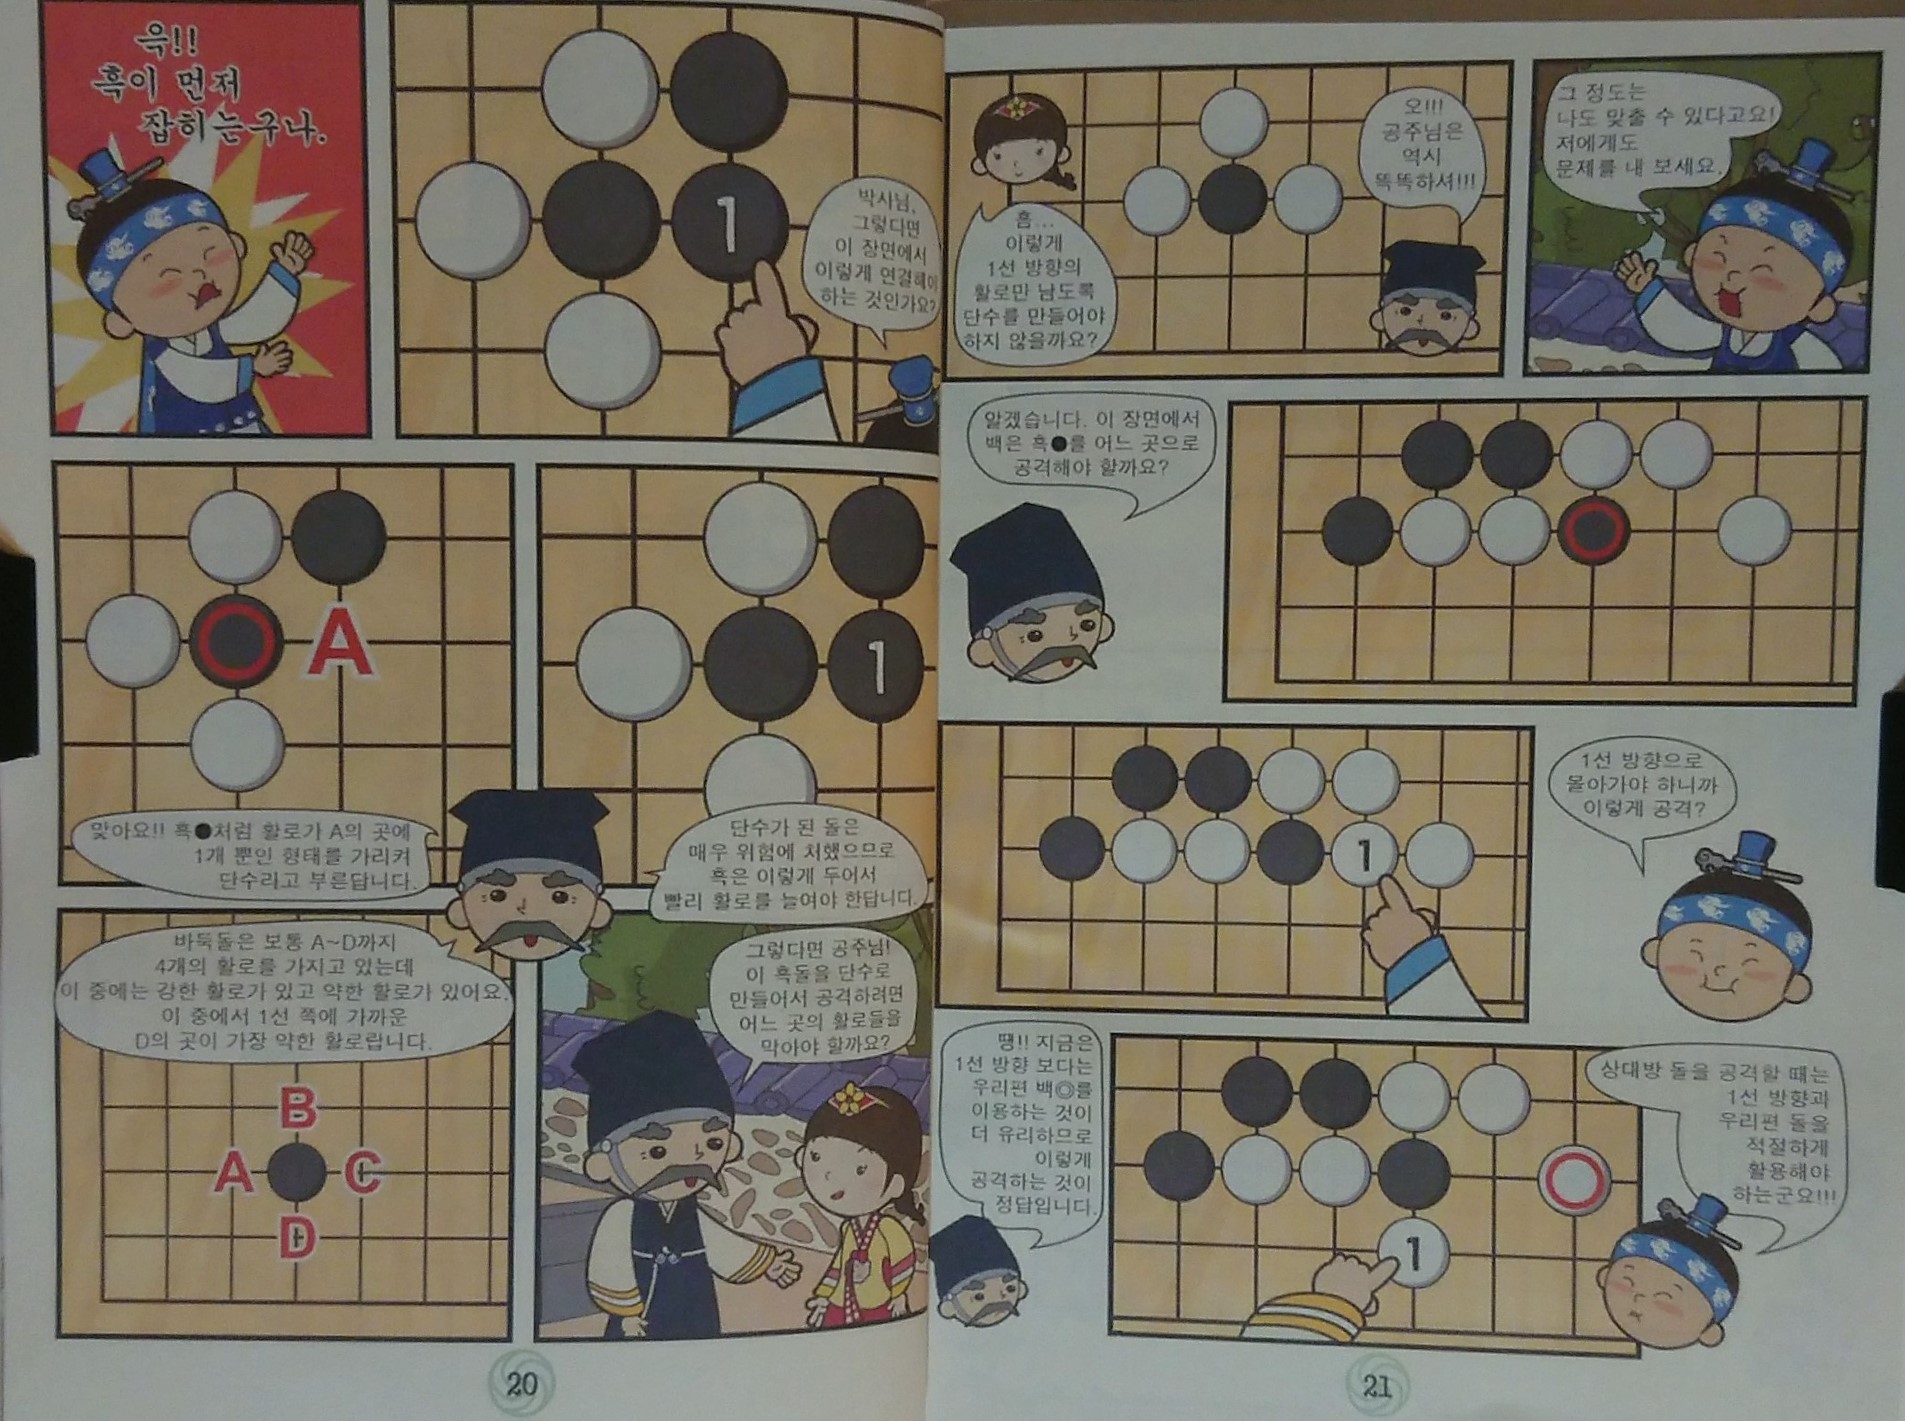 윽!!
흑이 먼저
잡히는구나.
1
박사님,
그렇다면
이 장면에서
이렇게 연결해야
하는 것인가요?
A
맞아요!! 흑●처럼 활로가 A의 곳에
1개 뿐인 형태를 가리켜
단수라고 부른답니다.
1
단수가 된 돌은
매우 위험에 처했으므로
흑은 이렇게 두어서
빨리 활로를 늘여야 한답니다.
바둑돌은 보통 A~D까지
4개의 활로를 가지고 있는데
이 중에는 강한 활로가 있고 약한 활로가 있어요.
이 중에서 1선 쪽에 가까운
D의 곳이 가장 약한 활로랍니다.
B
A C
D
그렇다면 공주님!
이 흑돌을 단수로
만들어서 공격하려면
어느 곳의 활로들을
막아야 할까요?
20
흠...
이렇게
1선 방향의
활로만 남도록
단수를 만들어야
하지 않을까요?
오!!!
공주님은
역시
똑똑하셔!!!
그 정도는
나도 맞출 수 있다고요!
저에게도
문제를 내 보세요.
알겠습니다. 이 장면에서
백은 흑●를 어느 곳으로
공격해야 할까요?
1
1선 방향으로
몰아가야 하니까
이렇게 공격?
땡!! 지금은
1선 방향 보다는
우리편 백◎를
이용하는 것이
더 유리하므로
이렇게
공격하는 것이
정답입니다.
1
상대방 돌을 공격할 때는
1선 방향과
우리편 돌을
적절하게
활용해야
하는군요!!!
21